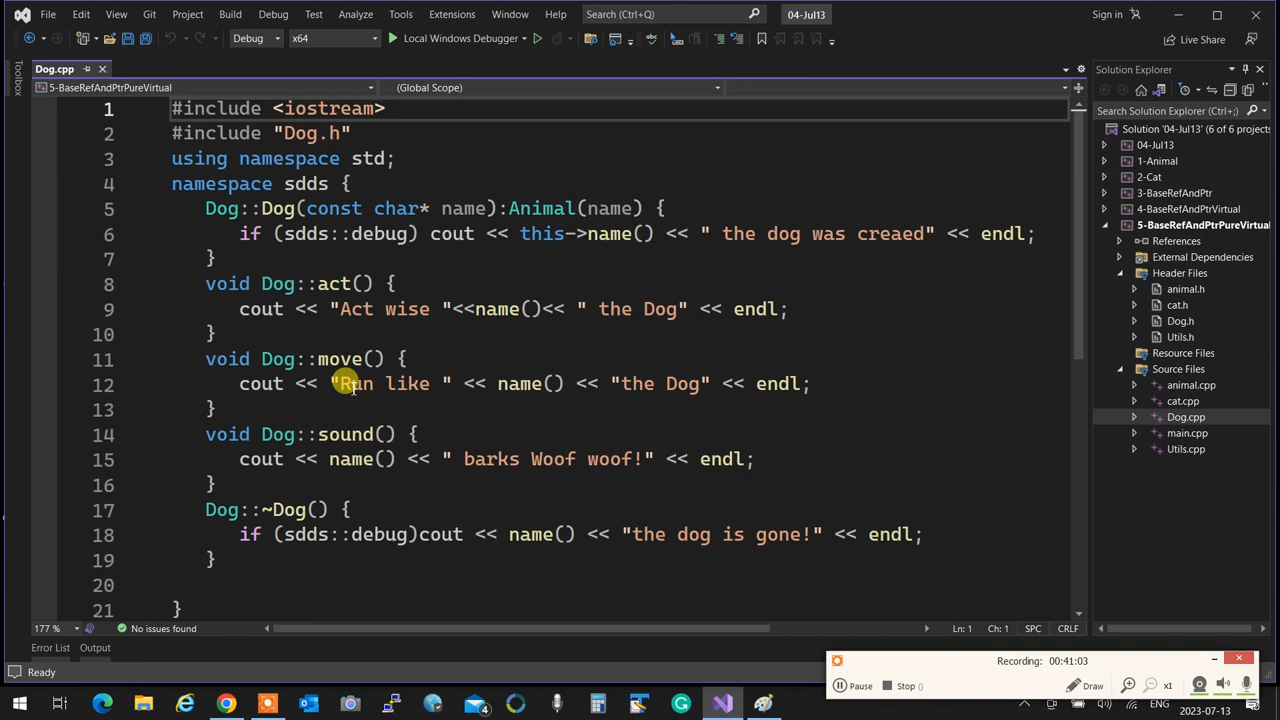 File Edit View Git Project Build Debug Test Analyze Tools Extensions Window Help Search (Ctrl+Q) 04-Jul13 Sign in
Debug x64 Local Windows Debugger Live Share
Toolbox
Dog.cpp
5-BaseRefAndPtrPureVirtual (Global Scope)
1 #include <iostream>
2 #include "Dog.h"
3 using namespace std;
4 namespace sdds {
5 Dog::Dog(const char* name):Animal(name) {
6 if (sdds::debug) cout << this->name() << " the dog was creaed" << endl;
7 }
8 void Dog::act() {
9 cout << "Act wise "<<name()<< " the Dog" << endl;
10 }
11 void Dog::move() {
12 cout << "Run like " << name() << "the Dog" << endl;
13 }
14 void Dog::sound() {
15 cout << name() << " barks Woof woof!" << endl;
16 }
17 Dog::~Dog() {
18 if (sdds::debug)cout << name() << "the dog is gone!" << endl;
19 }
20
21 }
177 % No issues found Ln: 1 Ch: 1 SPC CRLF
Error List Output
Ready
Solution Explorer
Search Solution Explorer (Ctrl+;)
Solution '04-Jul13' (6 of 6 projects
04-Jul13
1-Animal
2-Cat
3-BaseRefAndPtr
4-BaseRefAndPtrVirtual
5-BaseRefAndPtrPureVirtual
References
External Dependencies
Header Files
animal.h
cat.h
Dog.h
Utils.h
Resource Files
Source Files
animal.cpp
cat.cpp
Dog.cpp
main.cpp
Utils.cpp
Recording: 00:41:03
Pause Stop () Draw x1
4 ENG 1:33 PM
2023-07-13